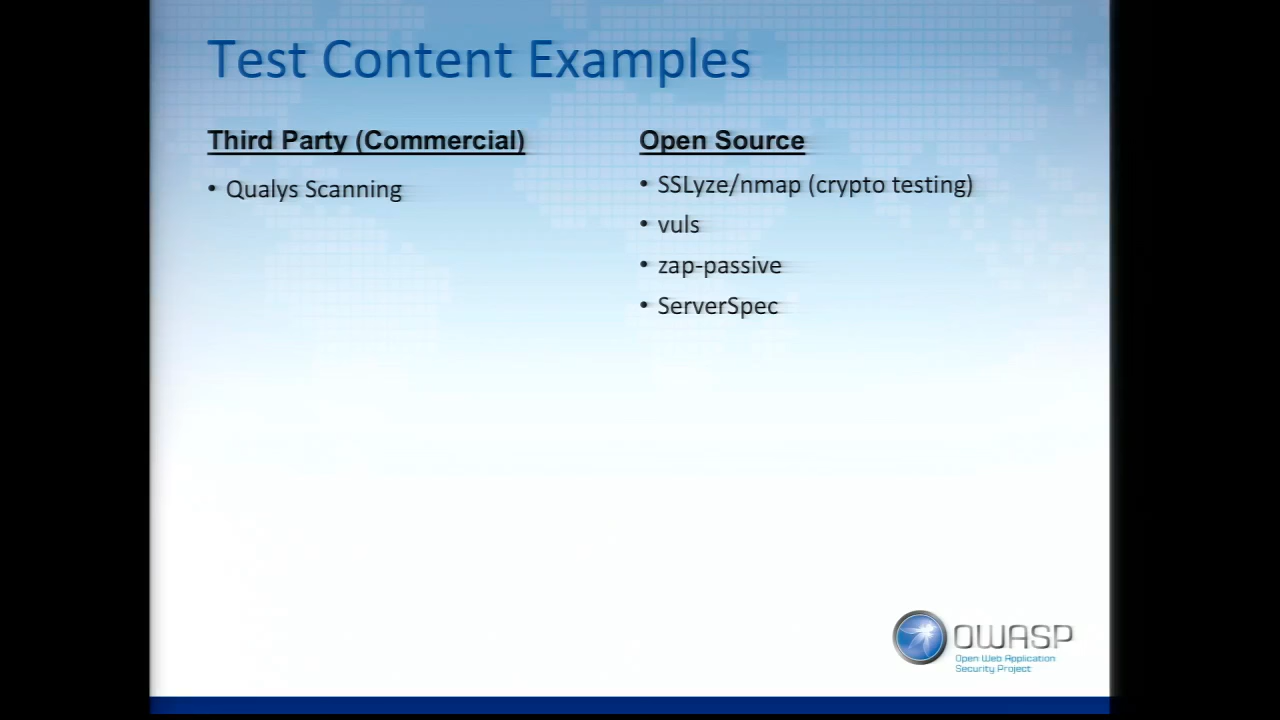 Test Content Examples
Third Party (Commercial)
• Qualys Scanning
Open Source
• SSLyze/nmap (crypto testing)
• vuls
• zap-passive
• ServerSpec
OWASP
Open Web Application
Security Project